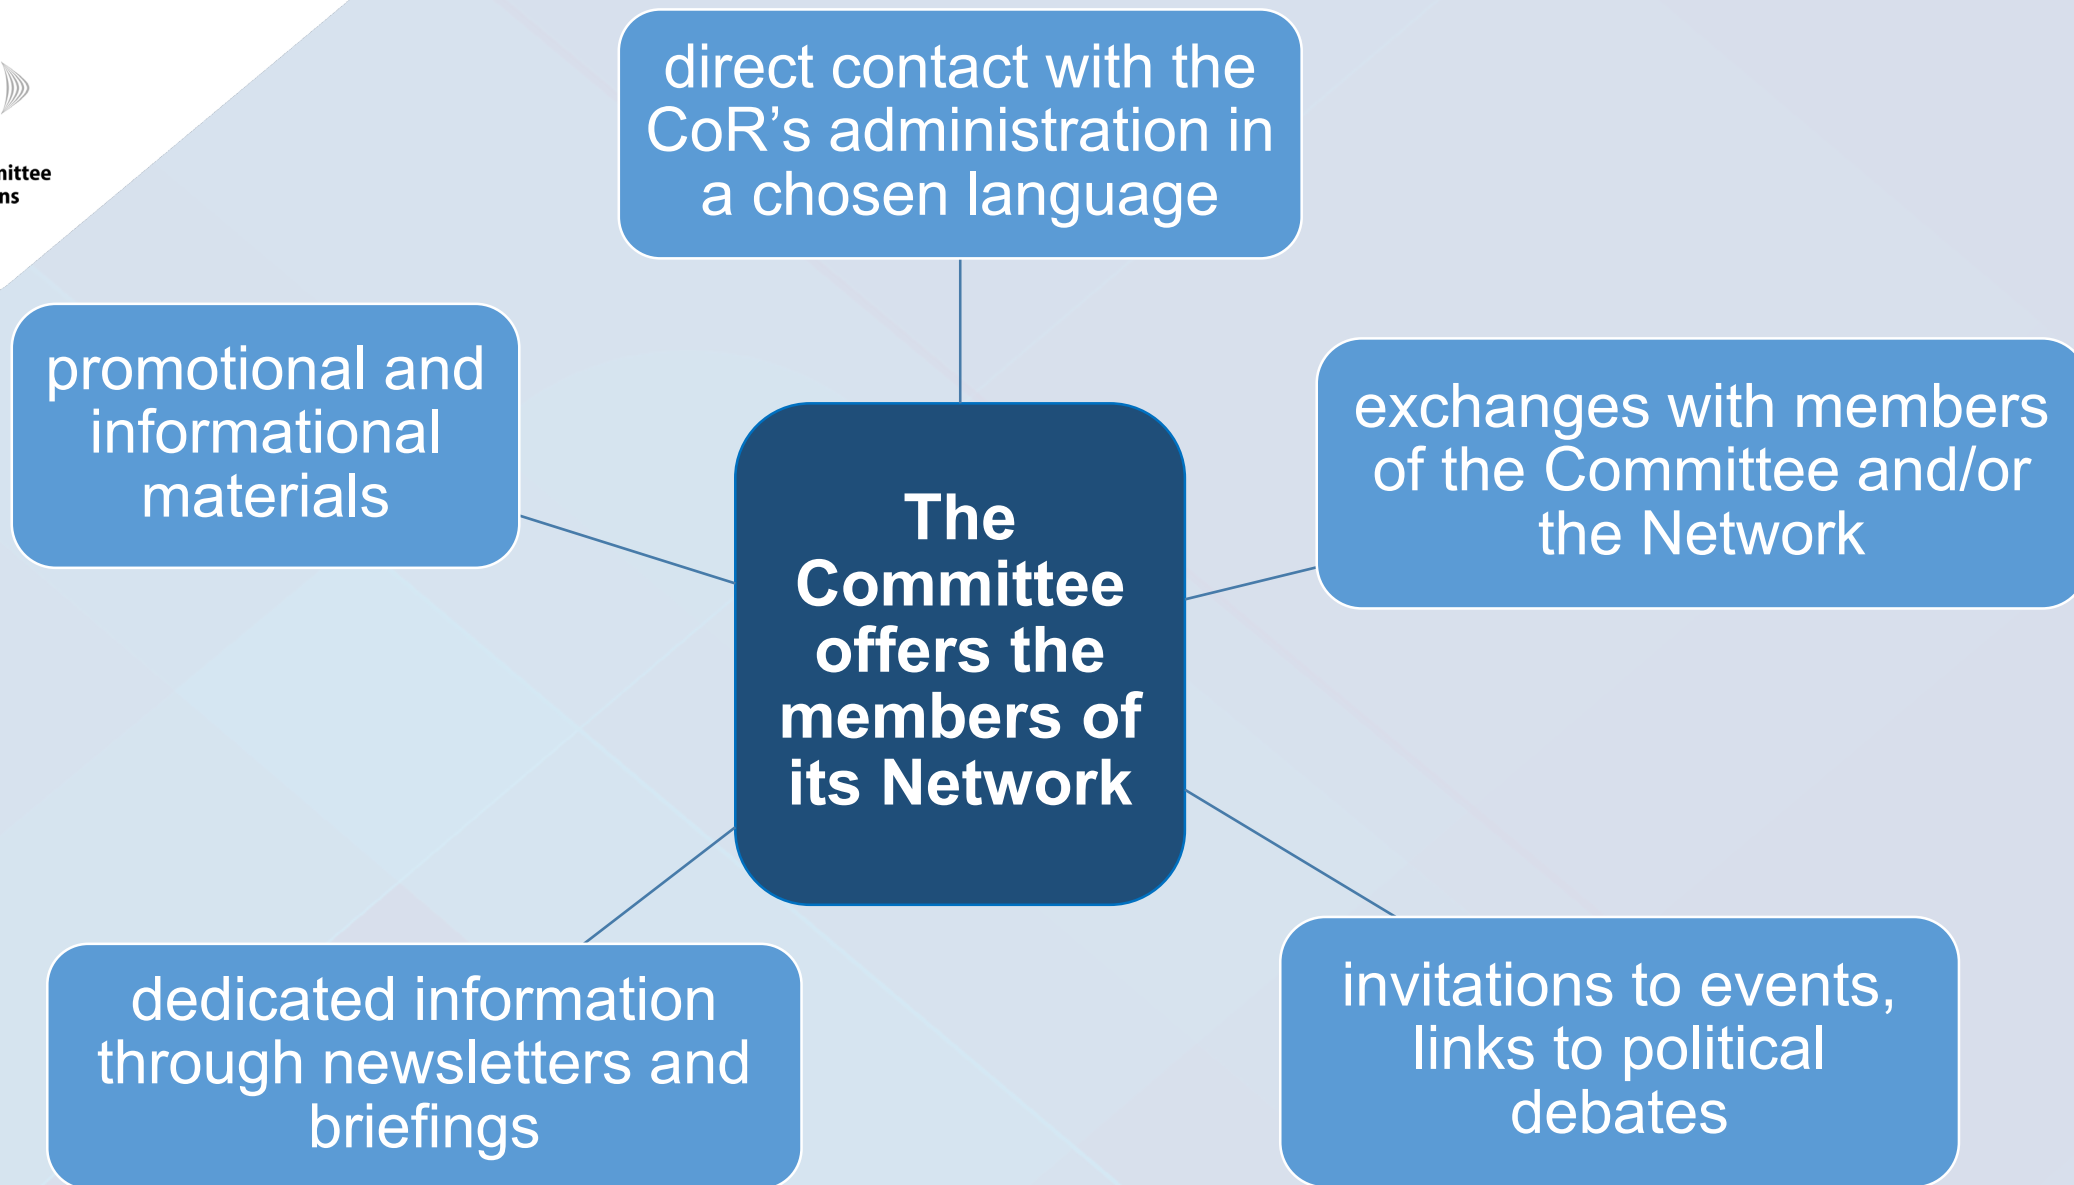 direct contact with the
CoR’s administration in
a chosen language
promotional and
informational
materials
exchanges with members
of the Committee and/or
the Network
The
Committee
offers the
members of
its Network
dedicated information
through newsletters and
briefings
invitations to events,
links to political
debates